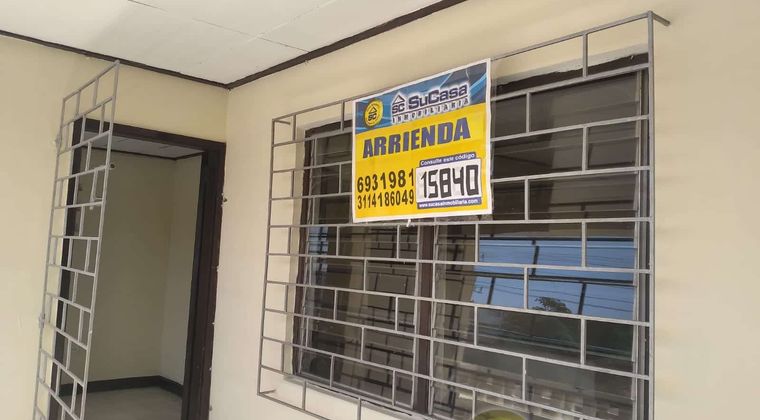 SC SuCasa
INMOBILIARIA
ARRIENDA
Consulte este código
6931981
3114186049
15840
www.sucasainmobiliaria.com